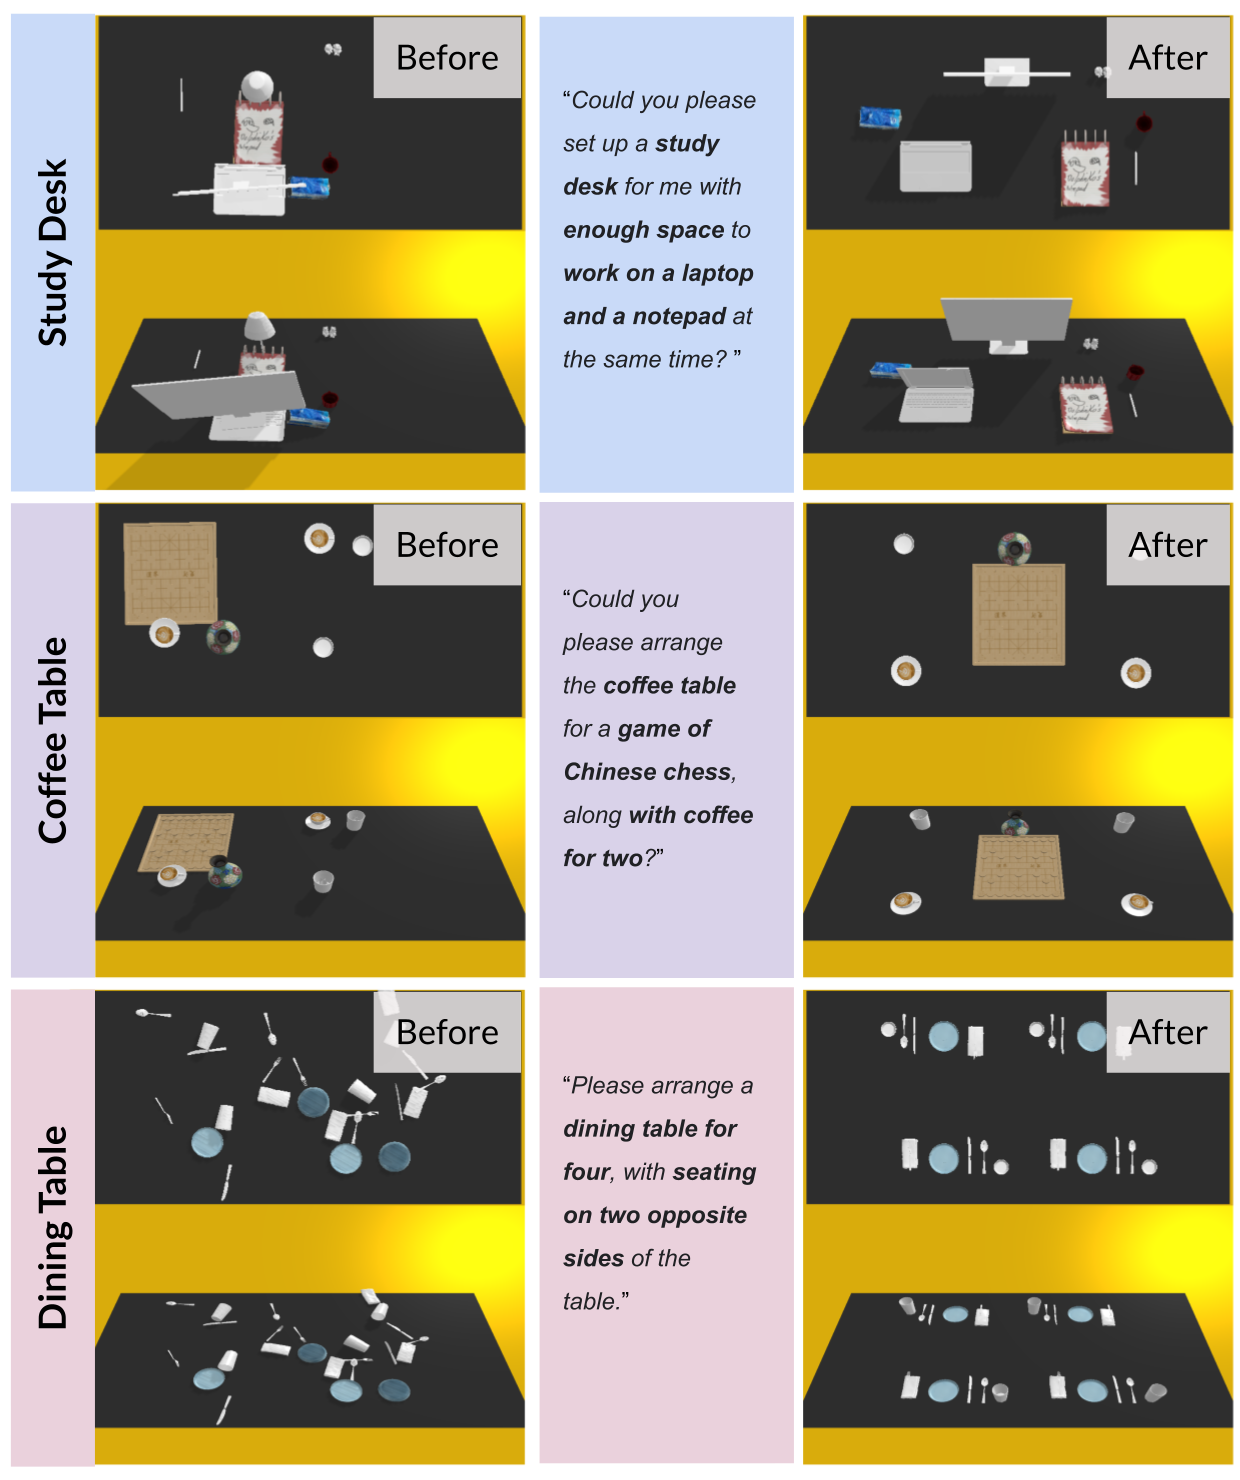 Study Desk
Before
“Could you please
set up a study
desk for me with
enough space to
work on a laptop
and a notepad at
the same time? ”
After
Coffee Table
Before
“Could you
please arrange
the coffee table
for a game of
Chinese chess,
along with coffee
for two?”
After
Dining Table
Before
“Please arrange a
dining table for
four, with seating
on two opposite
sides of the
table.”
After